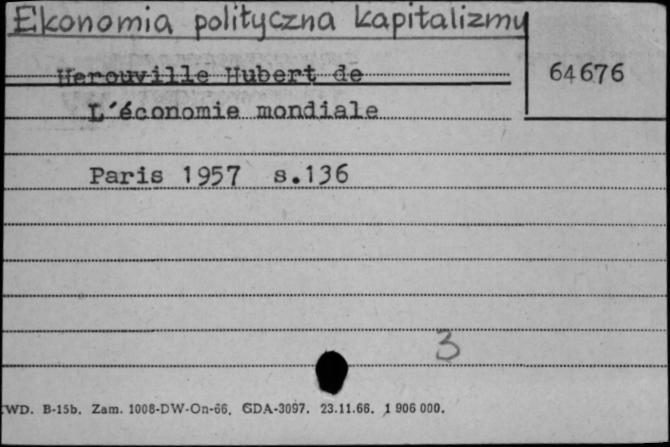 Ekonomia polityczna kapitalizmu
Herouville Hubert de
64676
L'économie mondiale
Paris 1957 s.136
3
WD. B-15b. Zam. 1008-DW-On-66. GDA-3097. 23.11.66. 1 906 000.